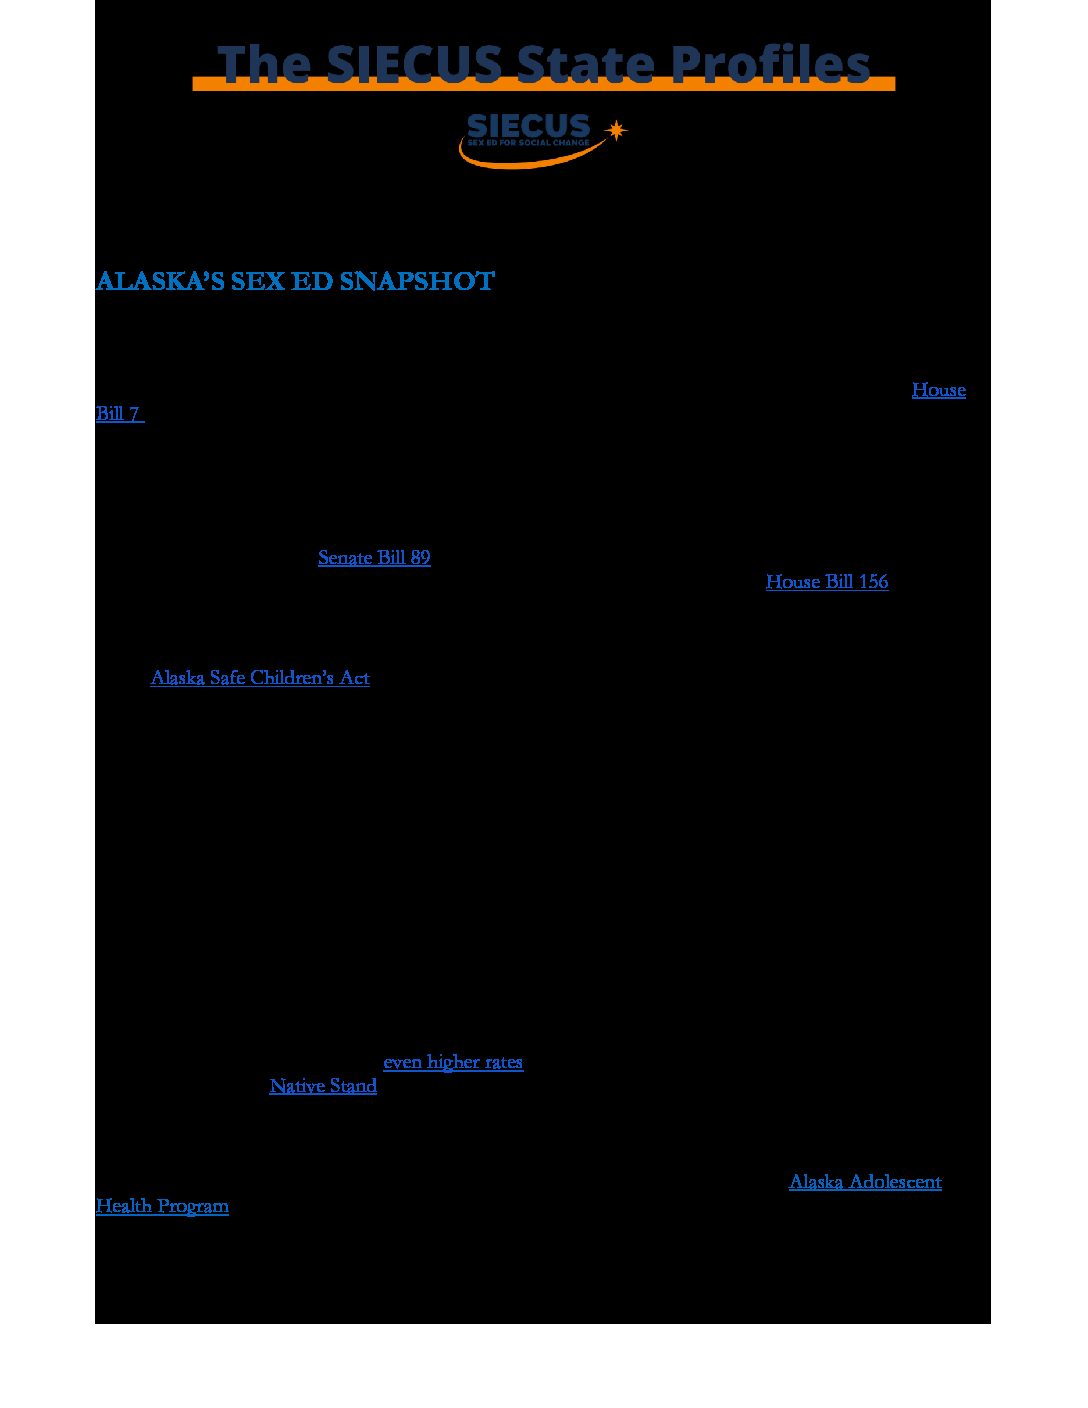 The SIECUS State Profiles
SIECUS
SEX ED FOR SOCIAL CHANGE
ALASKA’S SEX ED SNAPSHOT
House
Bill 7
Senate Bill 89
House Bill 156
Alaska Safe Children’s Act
even higher rates
Native Stand
Alaska Adolescent
Health Program